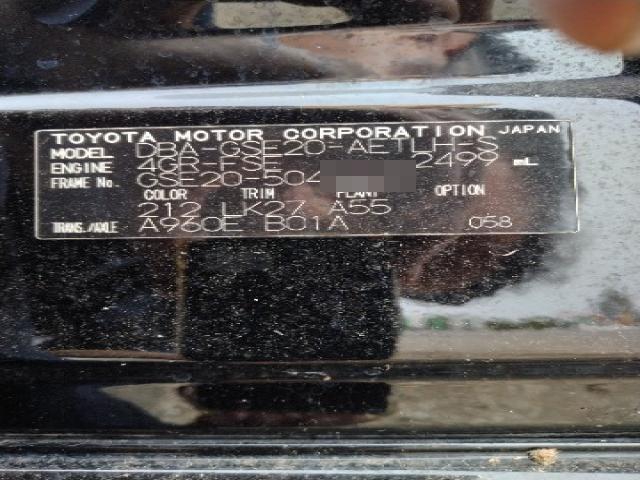 TOYOTA MOTOR CORPORATION JAPAN
MODEL DBA-GSE20-AETLH-S
ENGINE 4GR-FSE 2499 mL
FRAME No. GSE20-504
COLOR TRIM PLANT OPTION
212 LK27 A55
TRANS./AXLE A960E B01A 058